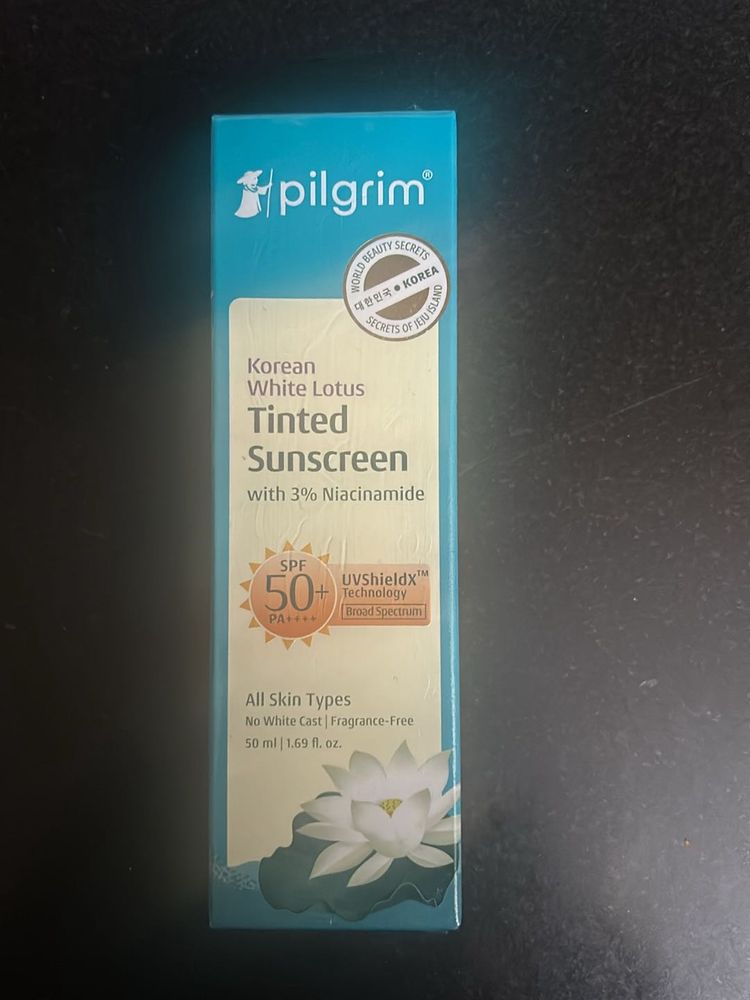 pilgrim®
WORLD BEAUTY SECRETS
대한민국 • KOREA
SECRETS OF JEJU ISLAND
Korean
White Lotus
Tinted
Sunscreen
with 3% Niacinamide
SPF
50+
PA++++
UVShieldX™
Technology
Broad Spectrum
All Skin Types
No White Cast | Fragrance-Free
50 ml | 1.69 fl. oz.